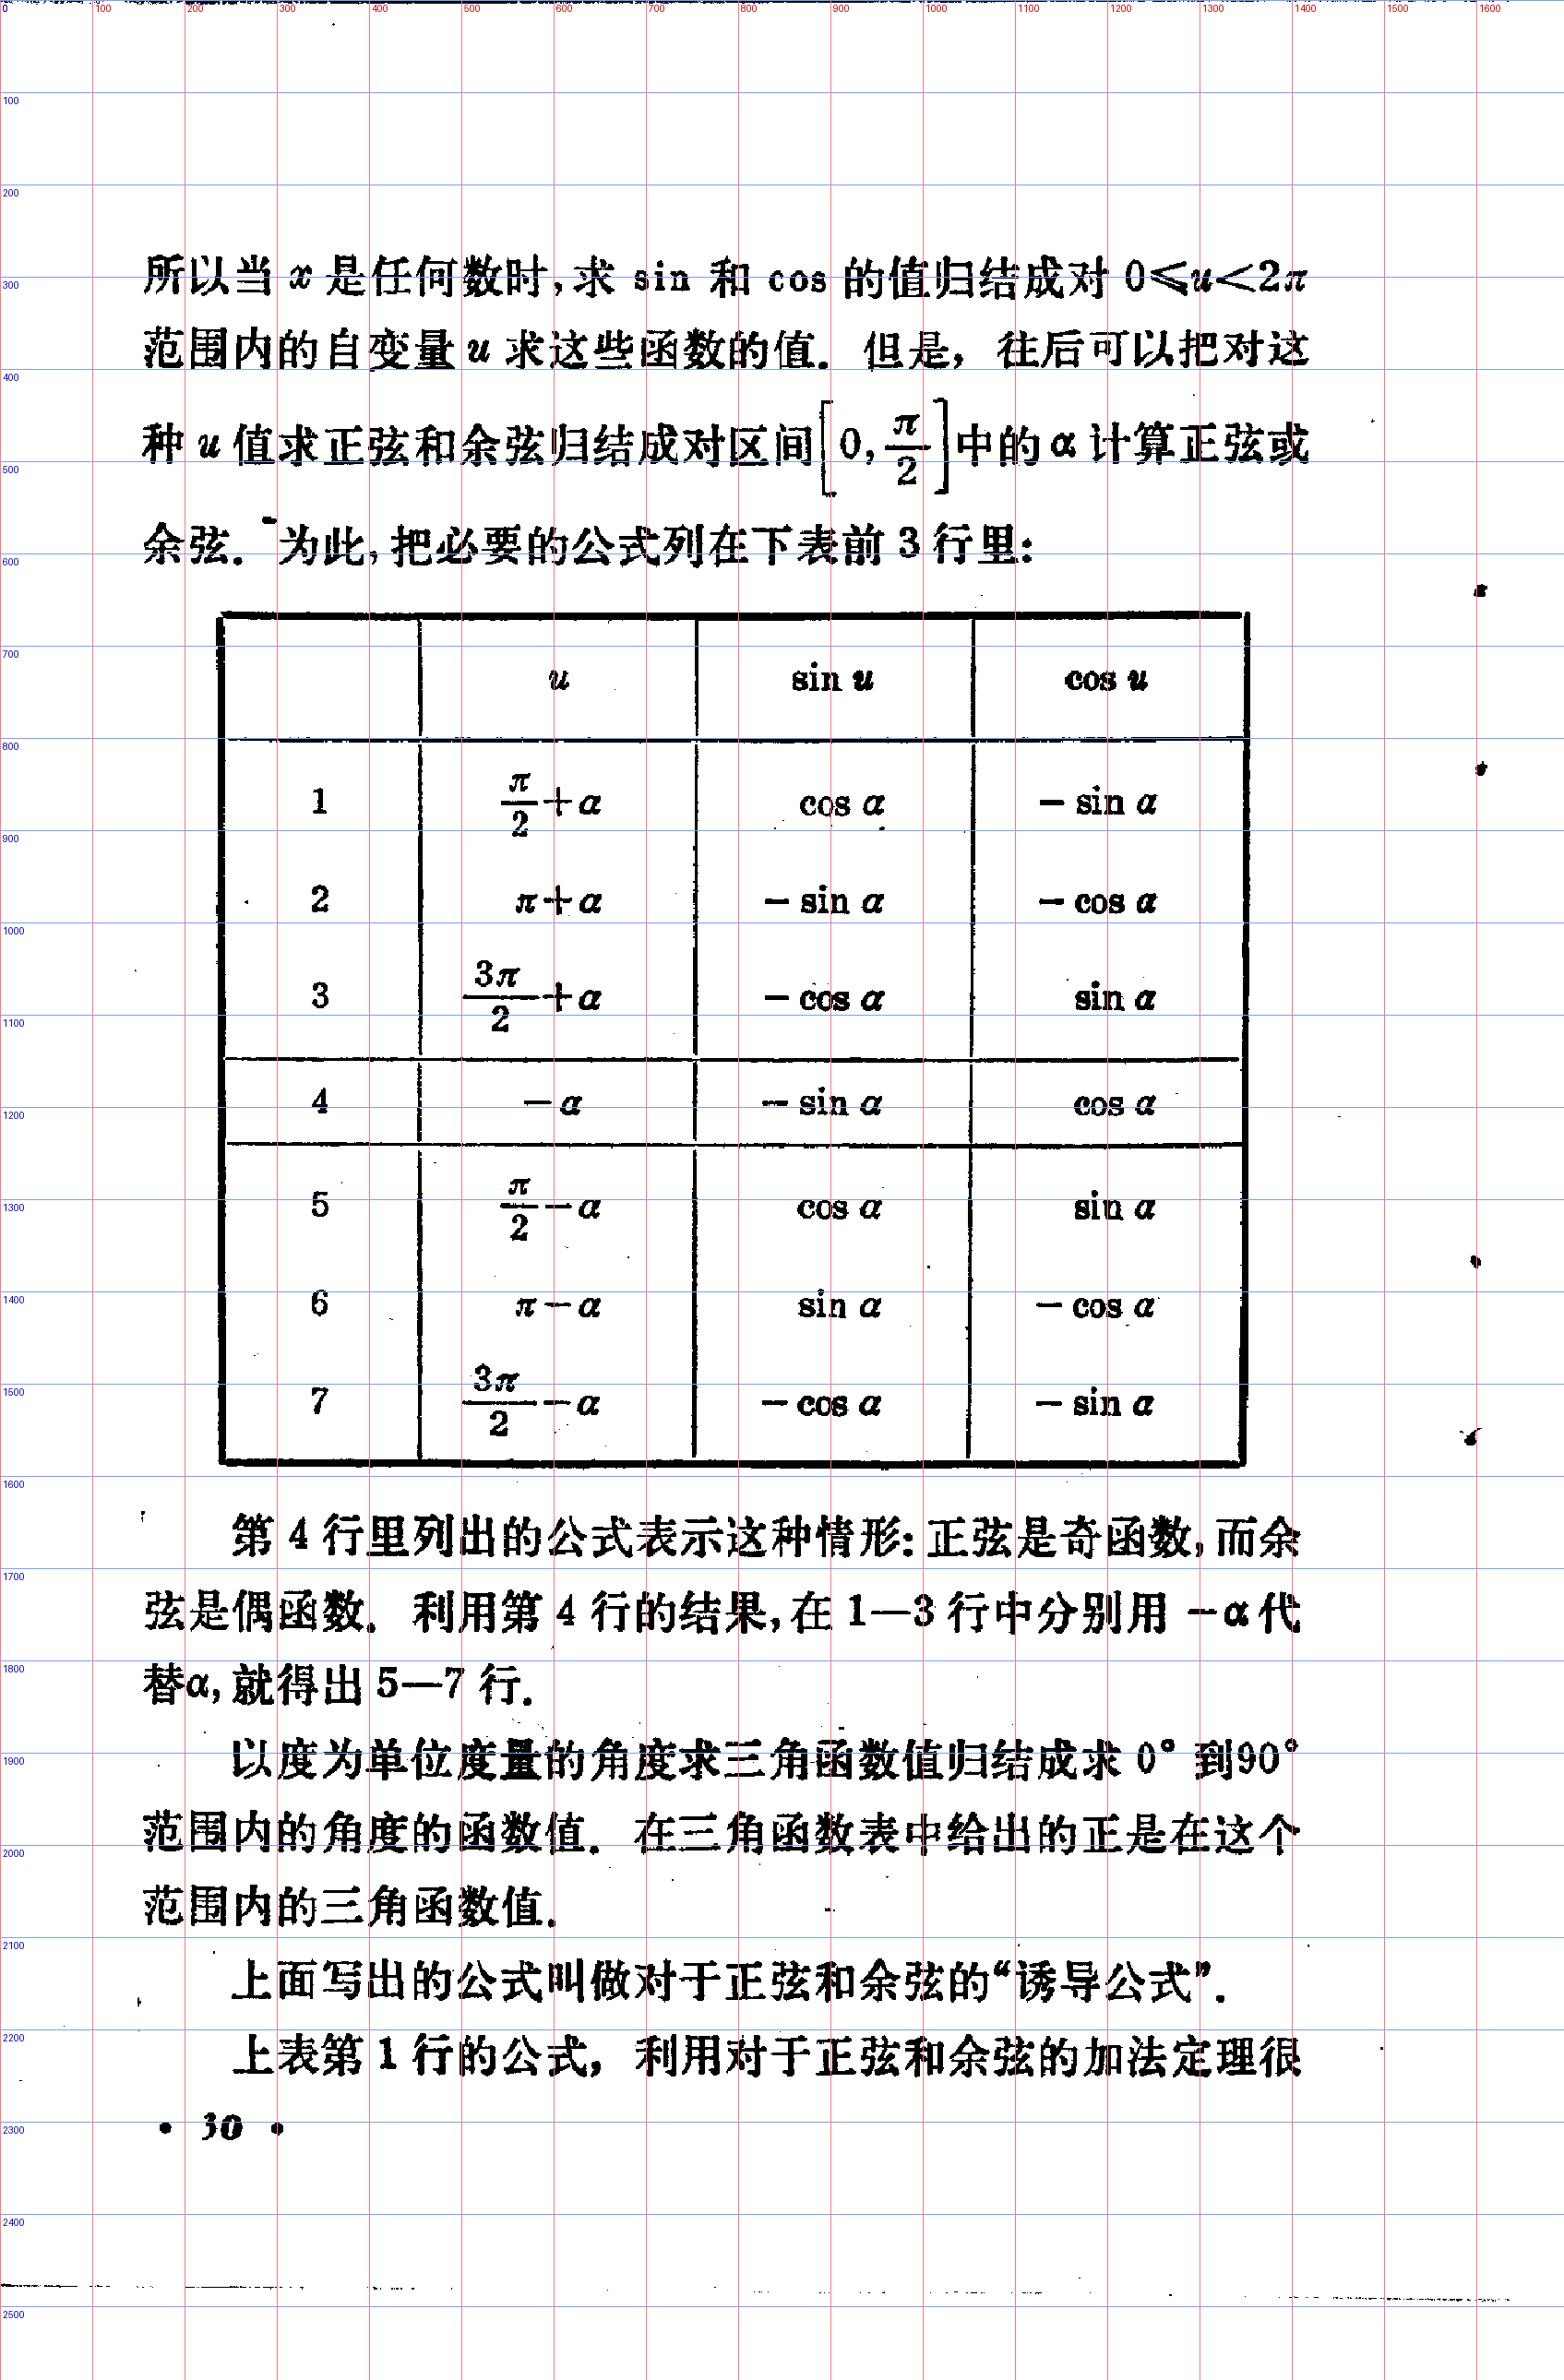 所以当 x 是任何数时,求 sin 和 cos 的值归结成对 0⩽u<2π
范围内的自变量 u 求这些函数的值. 但是, 往后可以把对这
种 u 值求正弦和余弦归结成对区间[0, π/2]中的 α 计算正弦或
余弦. 为此,把必要的公式列在下表前 3 行里:
u sin u cos u
1 π/2+α cos α − sin α
2 π+α − sin α − cos α
3 3π/2+α − cos α sin α
4 −α − sin α cos α
5 π/2−α cos α sin α
6 π−α sin α − cos α
7 3π/2−α − cos α − sin α
第 4 行里列出的公式表示这种情形: 正弦是奇函数,而余
弦是偶函数. 利用第 4 行的结果,在 1—3 行中分别用 −α 代
替α,就得出 5—7 行.
以度为单位度量的角度求三角函数值归结成求 0° 到90°
范围内的角度的函数值. 在三角函数表中给出的正是在这个
范围内的三角函数值.
上面写出的公式叫做对于正弦和余弦的“诱导公式”.
上表第 1 行的公式, 利用对于正弦和余弦的加法定理很
• 30 •